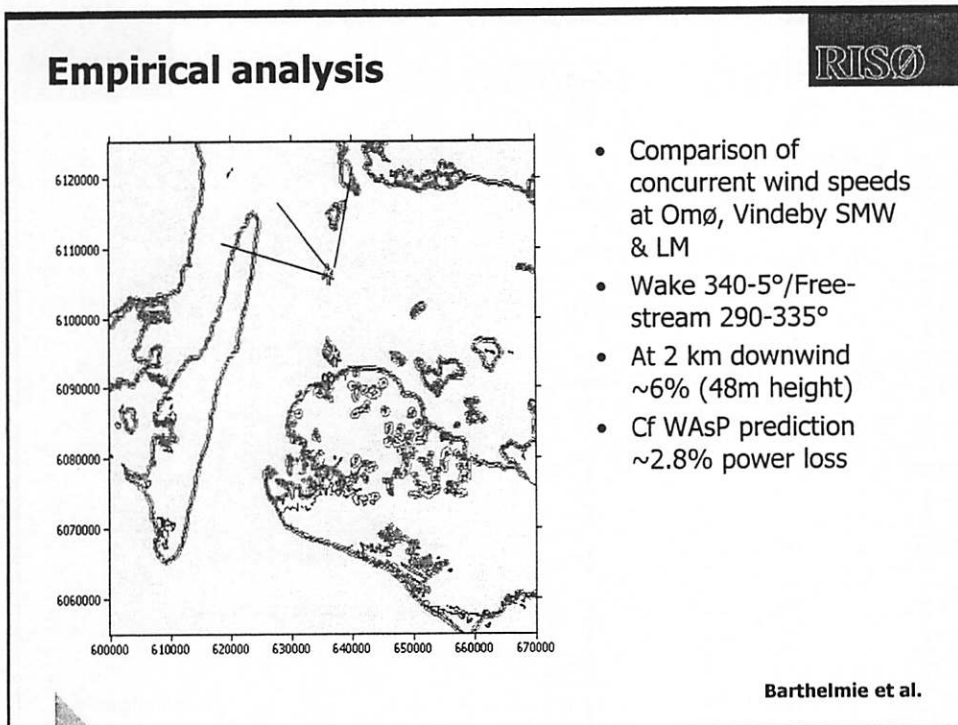 Empirical analysis
RISØ
6120000
6110000
6100000
6090000
6080000
6070000
6060000
600000 610000 620000 630000 640000 650000 660000 670000
• Comparison of
concurrent wind speeds
at Omø, Vindeby SMW
& LM
• Wake 340-5°/Free-
stream 290-335°
• At 2 km downwind
~6% (48m height)
• Cf WAsP prediction
~2.8% power loss
Barthelmie et al.